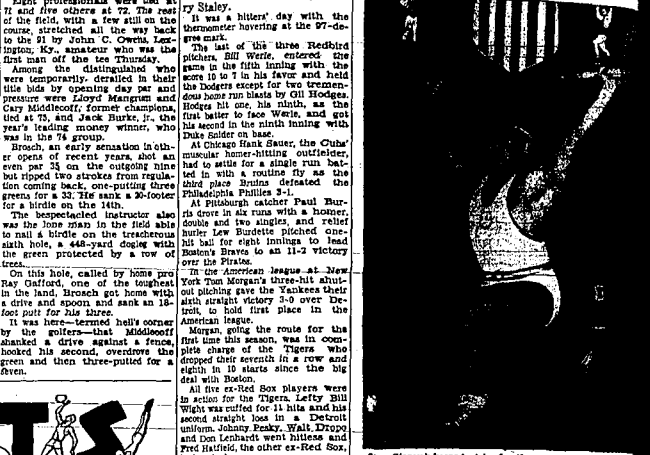 Eight professionals were tied at
71 and five others at 72. The rest
of the field, with a few still on the
course, stretched all the way back
to the 91 by John C. Owens, Lex-
ington, Ky., amateur who was the
first man off the tee Thursday.
Among the distinguished who
were temporarily derailed in their
title bids by opening day par and
pressure were Lloyd Mangrum and
Cary Middlecoff, former champions,
tied at 73, and Jack Burke, jr., the
year's leading money winner, who
was in the 74 group.
Brosch, an early sensation in oth-
er opens of recent years, shot an
even par 35 on the outgoing nine
but ripped two strokes from regula-
tion coming back, one-putting three
greens for a 33. He sank a 20-footer
for a birdie on the 14th.
The bespectacled instructor also
was the lone man in the field able
to nail a birdie on the treacherous
sixth hole, a 448-yard dogleg with
the green protected by a row of
trees.
On this hole, called by home pro
Ray Gafford, one of the toughest
in the land, Brosch got home with
a drive and spoon and sank an 18-
foot putt for his three.
It was here—termed hell's corner
by the golfers—that Middlecoff
shanked a drive against a fence,
hooked his second, overdrove the
green and then three-putted for a
seven.
TS
ry Staley.
It was a hitters' day with the
thermometer hovering at the 97-de-
gree mark.
The last of the three Redbird
pitchers, Bill Werle, entered the
game in the fifth inning with the
score 10 to 7 in his favor and held
the Dodgers except for two tremen-
dous home run blasts by Gil Hodges.
Hodges hit one, his ninth, as the
first batter to face Werle, and got
his second in the ninth inning with
Duke Snider on base.
At Chicago Hank Sauer, the Cubs'
muscular homer-hitting outfielder,
had to settle for a single run bat-
ted in with a routine fly as the
third place Bruins defeated the
Philadelphia Phillies 3-1.
At Pittsburgh catcher Paul Bur-
ris drove in six runs with a homer,
double and two singles, and relief
hurler Lew Burdette pitched one-
hit ball for eight innings to lead
Boston's Braves to an 11-2 victory
over the Pirates.
In the American league at New
York Tom Morgan's three-hit shut-
out pitching gave the Yankees their
sixth straight victory 3-0 over De-
troit, to hold first place in the
American league.
Morgan, going the route for the
first time this season, was in com-
plete charge of the Tigers who
dropped their seventh in a row and
eighth in 10 starts since the big
deal with Boston.
All five ex-Red Sox players were
in action for the Tigers. Lefty Bill
Wight was cuffed for 11 hits and his
second straight loss in a Detroit
uniform. Johnny Pesky, Walt Dropo
and Don Lenhardt went hitless and
Fred Hatfield, the other ex-Red Sox,